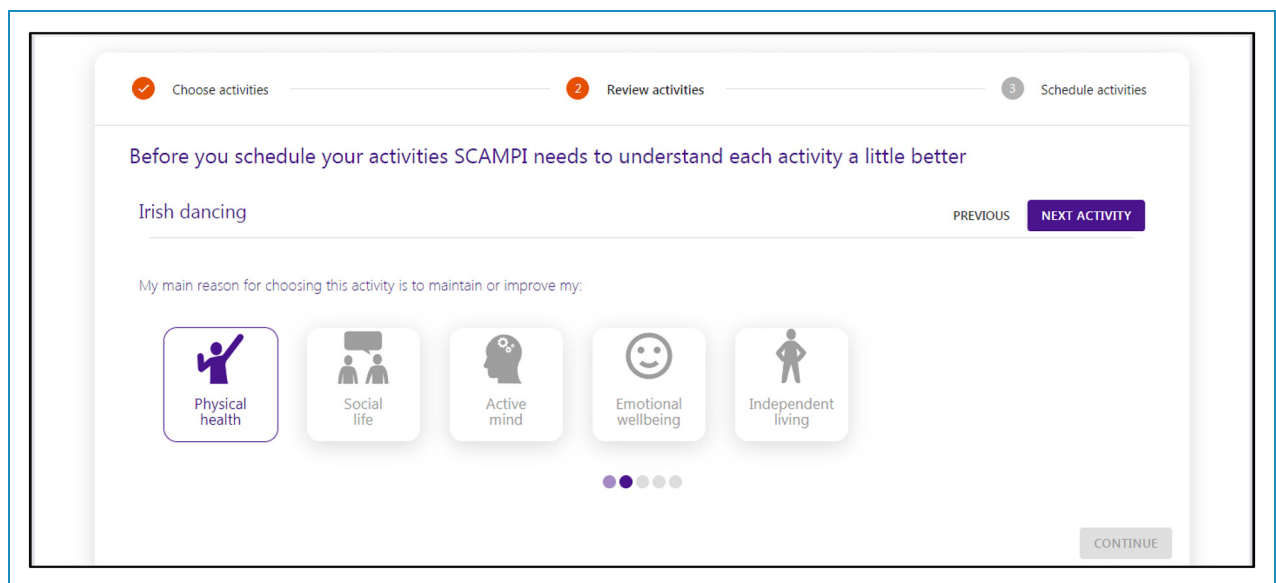 Choose activities
2
Review activities
3
Schedule activities
Before you schedule your activities SCAMPI needs to understand each activity a little better
Irish dancing
PREVIOUS
NEXT ACTIVITY
My main reason for choosing this activity is to maintain or improve my:
Physical
health
Social
life
Active
mind
Emotional
wellbeing
Independent
living
CONTINUE